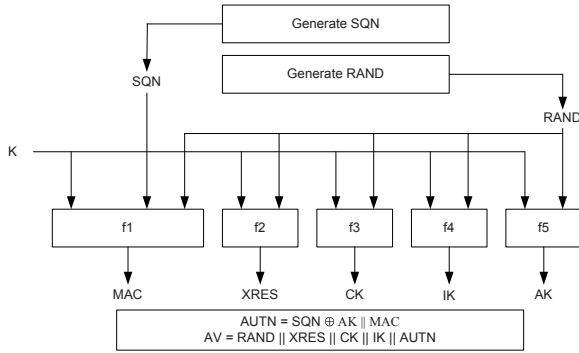 Generate SQN
Generate RAND
SQN
RAND
K
f1
f2
f3
f4
f5
MAC
XRES
CK
IK
AK
AUTN = SQN ⊕ AK || MAC
AV = RAND || XRES || CK || IK || AUTN